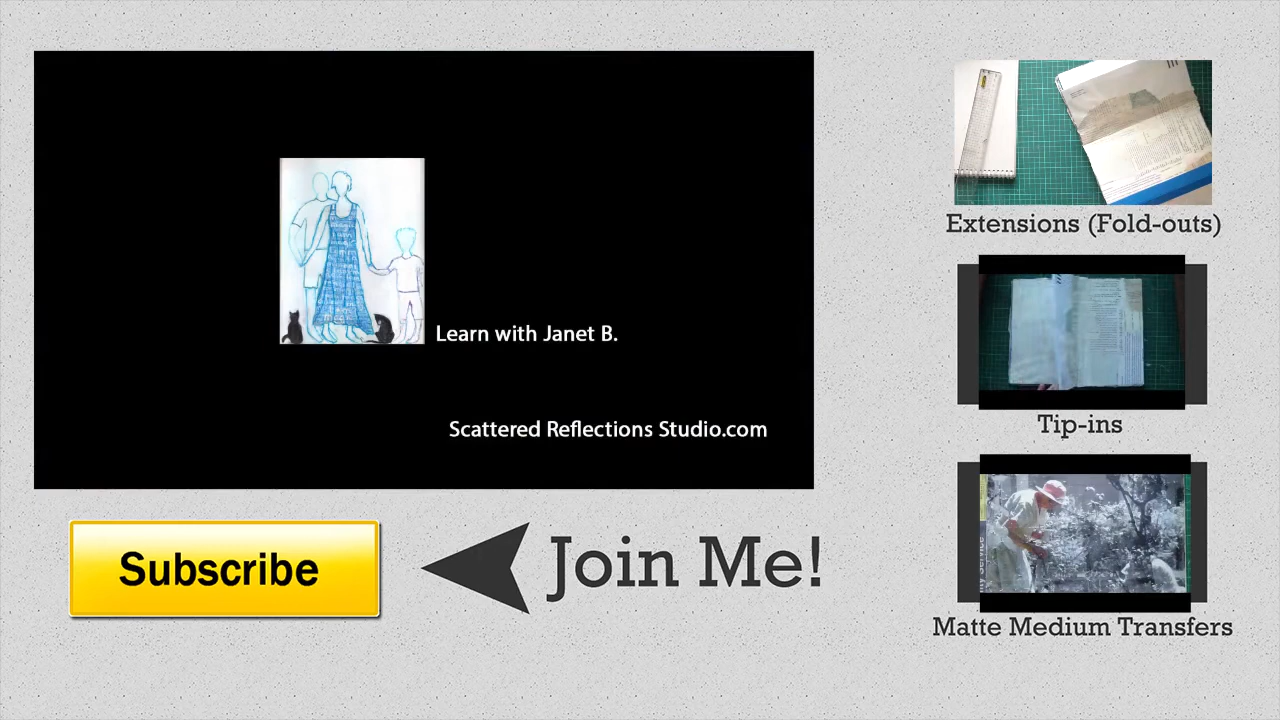 Learn with Janet B.
Scattered Reflections Studio.com
Subscribe
Join Me!
Extensions (Fold-outs)
Tip-ins
Matte Medium Transfers